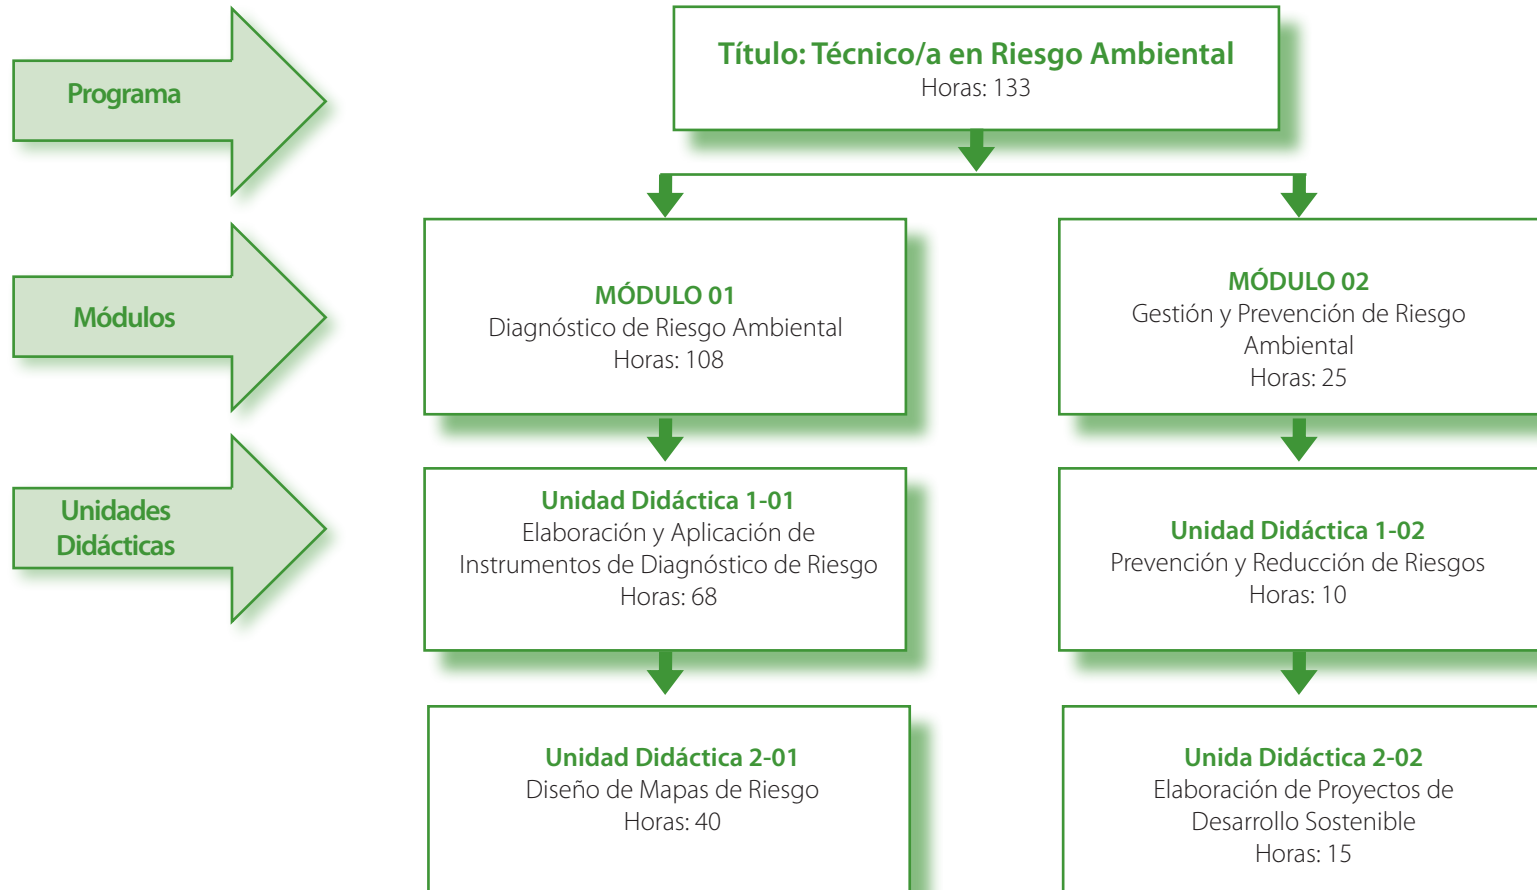 Programa
Título: Técnico/a en Riesgo Ambiental
Horas: 133
Módulos
MÓDULO 01
Diagnóstico de Riesgo Ambiental
Horas: 108
MÓDULO 02
Gestión y Prevención de Riesgo
Ambiental
Horas: 25
Unidades
Didácticas
Unidad Didáctica 1-01
Elaboración y Aplicación de
Instrumentos de Diagnóstico de Riesgo
Horas: 68
Unidad Didáctica 1-02
Prevención y Reducción de Riesgos
Horas: 10
Unidad Didáctica 2-01
Diseño de Mapas de Riesgo
Horas: 40
Unida Didáctica 2-02
Elaboración de Proyectos de
Desarrollo Sostenible
Horas: 15